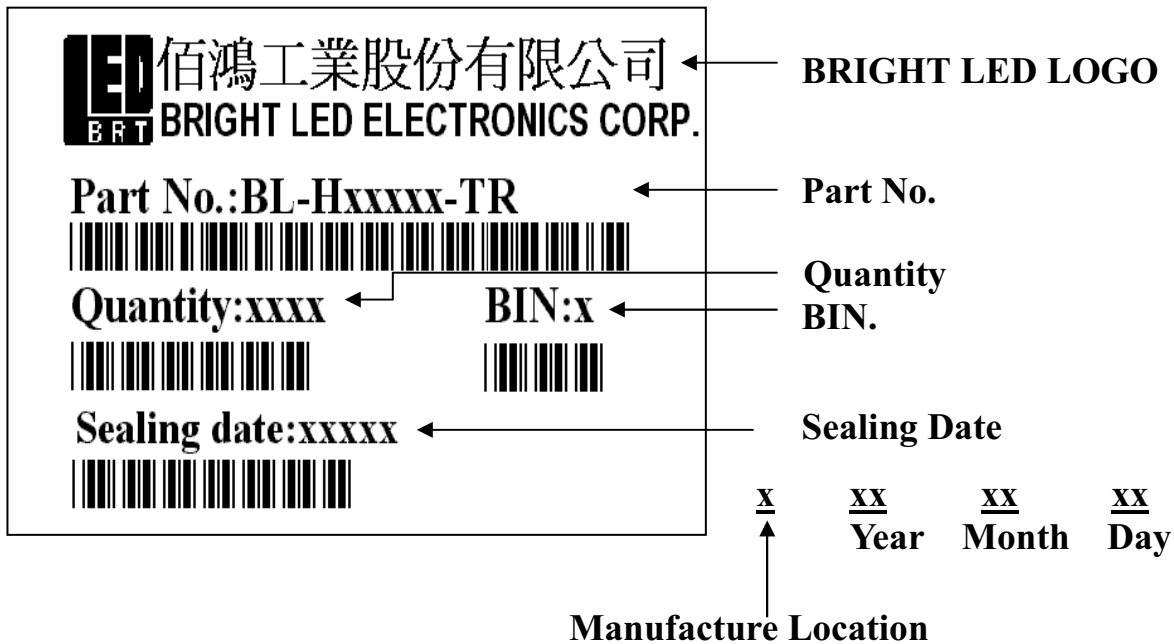 LED 佰鴻工業股份有限公司 BRIGHT LED LOGO
BRT BRIGHT LED ELECTRONICS CORP.
Part No.:BL-Hxxxxx-TR Part No.
Quantity
Quantity:xxxx BIN:x BIN.
Sealing date:xxxxx Sealing Date
x xx xx xx
Year Month Day
Manufacture Location